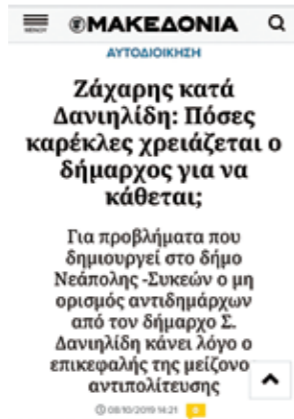 ΜΕΝΟΥ
ΜΑΚΕΔΟΝΙΑ
ΑΥΤΟΔΙΟΙΚΗΣΗ
Ζάχαρης κατά
Δανιηλίδη: Πόσες
καρέκλες χρειάζεται ο
δήμαρχος για να
κάθεται;
Για προβλήματα που
δημιουργεί στο δήμο
Νεάπολης -Συκεών ο μη
ορισμός αντιδημάρχων
από τον δήμαρχο Σ.
Δανιηλίδη κάνει λόγο ο
επικεφαλής της μείζονο
αντιπολίτευσης
08/10/2019 14:21 0